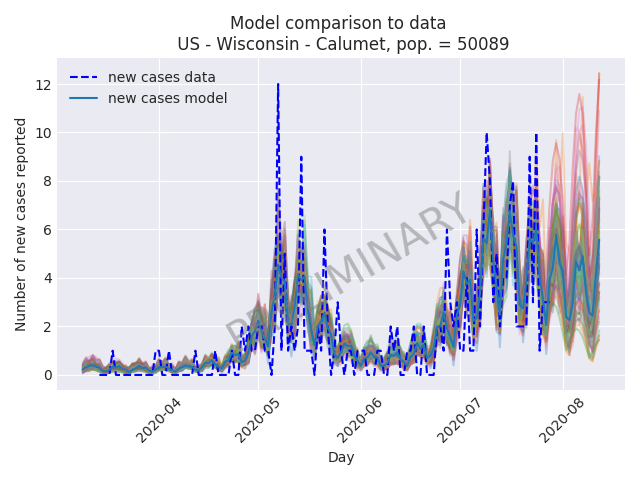 Model comparison to data
US - Wisconsin - Calumet, pop. = 50089
new cases data
new cases model
Number of new cases reported
12
10
8
6
4
2
0
PRELIMINARY
2020-04
2020-05
2020-06
2020-07
2020-08
Day